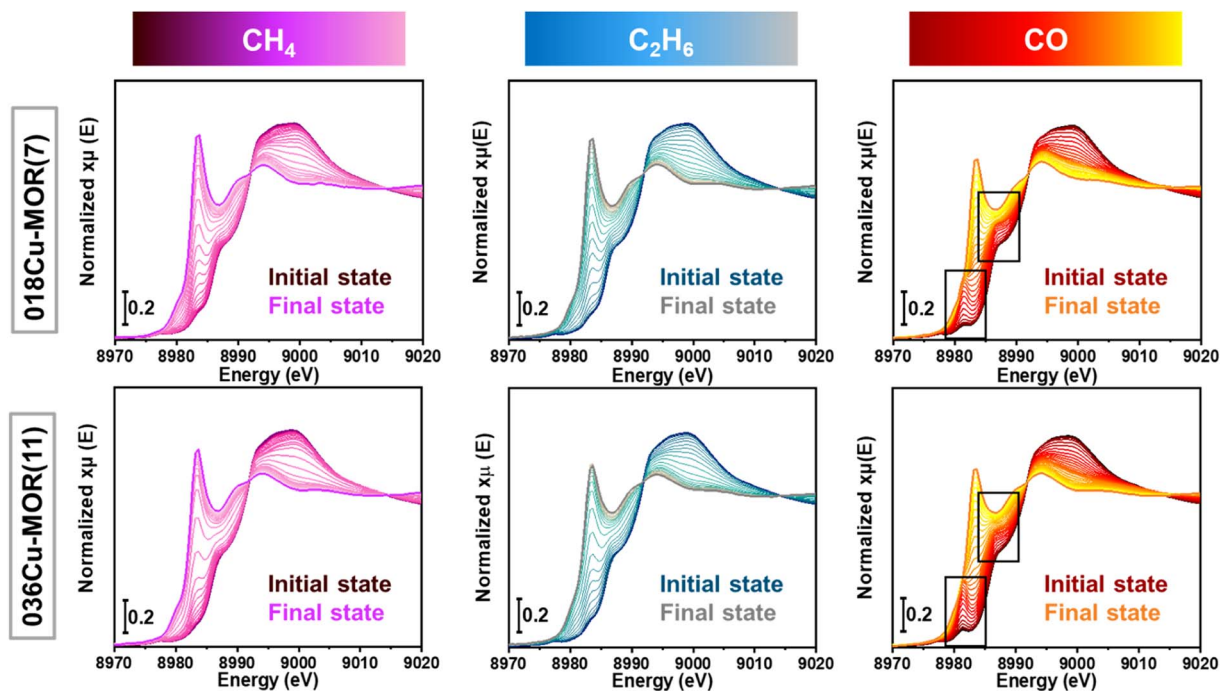 CH₄
C₂H₆
CO
018Cu-MOR(7)
Normalized xμ (E)
Initial state
Final state
0.2
8970 8980 8990 9000 9010 9020
Energy (eV)
Normalized xμ(E)
Initial state
Final state
0.2
8970 8980 8990 9000 9010 9020
Energy (eV)
Normalized xμ(E)
Initial state
Final state
0.2
8970 8980 8990 9000 9010 9020
Energy (eV)
036Cu-MOR(11)
Normalized xμ (E)
Initial state
Final state
0.2
8970 8980 8990 9000 9010 9020
Energy (eV)
Normalized xμ (E)
Initial state
Final state
0.2
8970 8980 8990 9000 9010 9020
Energy (eV)
Normalized xμ(E)
Initial state
Final state
0.2
8970 8980 8990 9000 9010 9020
Energy (eV)